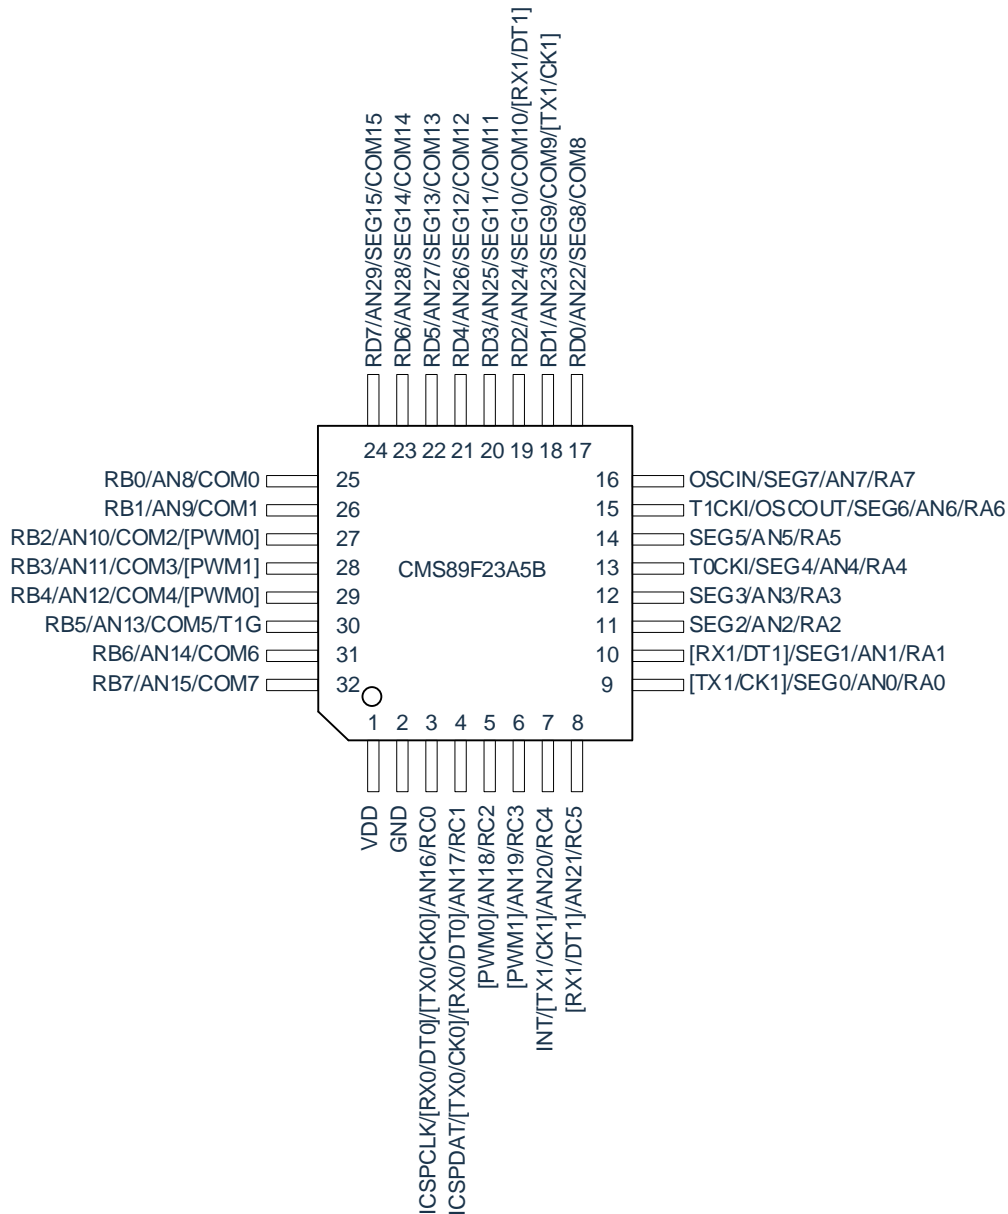 RD7/AN29/SEG15/COM15
RD6/AN28/SEG14/COM14
RD5/AN27/SEG13/COM13
RD4/AN26/SEG12/COM12
RD3/AN25/SEG11/COM11
RD2/AN24/SEG10/COM10/[RX1/DT1]
RD1/AN23/SEG9/COM9/[TX1/CK1]
RD0/AN22/SEG8/COM8
24 23 22 21 20 19 18 17
RB0/AN8/COM0 25
RB1/AN9/COM1 26
RB2/AN10/COM2/[PWM0] 27
RB3/AN11/COM3/[PWM1] 28
RB4/AN12/COM4/[PWM0] 29
RB5/AN13/COM5/T1G 30
RB6/AN14/COM6 31
RB7/AN15/COM7 32
CMS89F23A5B
16 OSCIN/SEG7/AN7/RA7
15 T1CKI/OSCOUT/SEG6/AN6/RA6
14 SEG5/AN5/RA5
13 T0CKI/SEG4/AN4/RA4
12 SEG3/AN3/RA3
11 SEG2/AN2/RA2
10 [RX1/DT1]/SEG1/AN1/RA1
9 [TX1/CK1]/SEG0/AN0/RA0
1 2 3 4 5 6 7 8
VDD
GND
ICSPCLK/[RX0/DT0]/[TX0/CK0]/AN16/RC0
ICSPDAT/[TX0/CK0]/[RX0/DT0]/AN17/RC1
[PWM0]/AN18/RC2
[PWM1]/AN19/RC3
INT/[TX1/CK1]/AN20/RC4
[RX1/DT1]/AN21/RC5